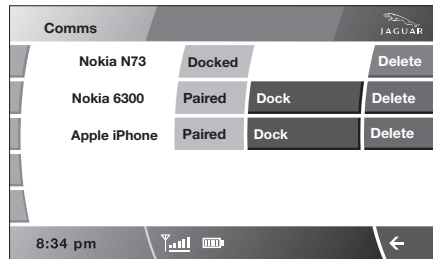 Comms
JAGUAR
Nokia N73 Docked Delete
Nokia 6300 Paired Dock Delete
Apple iPhone Paired Dock Delete
8:34 pm